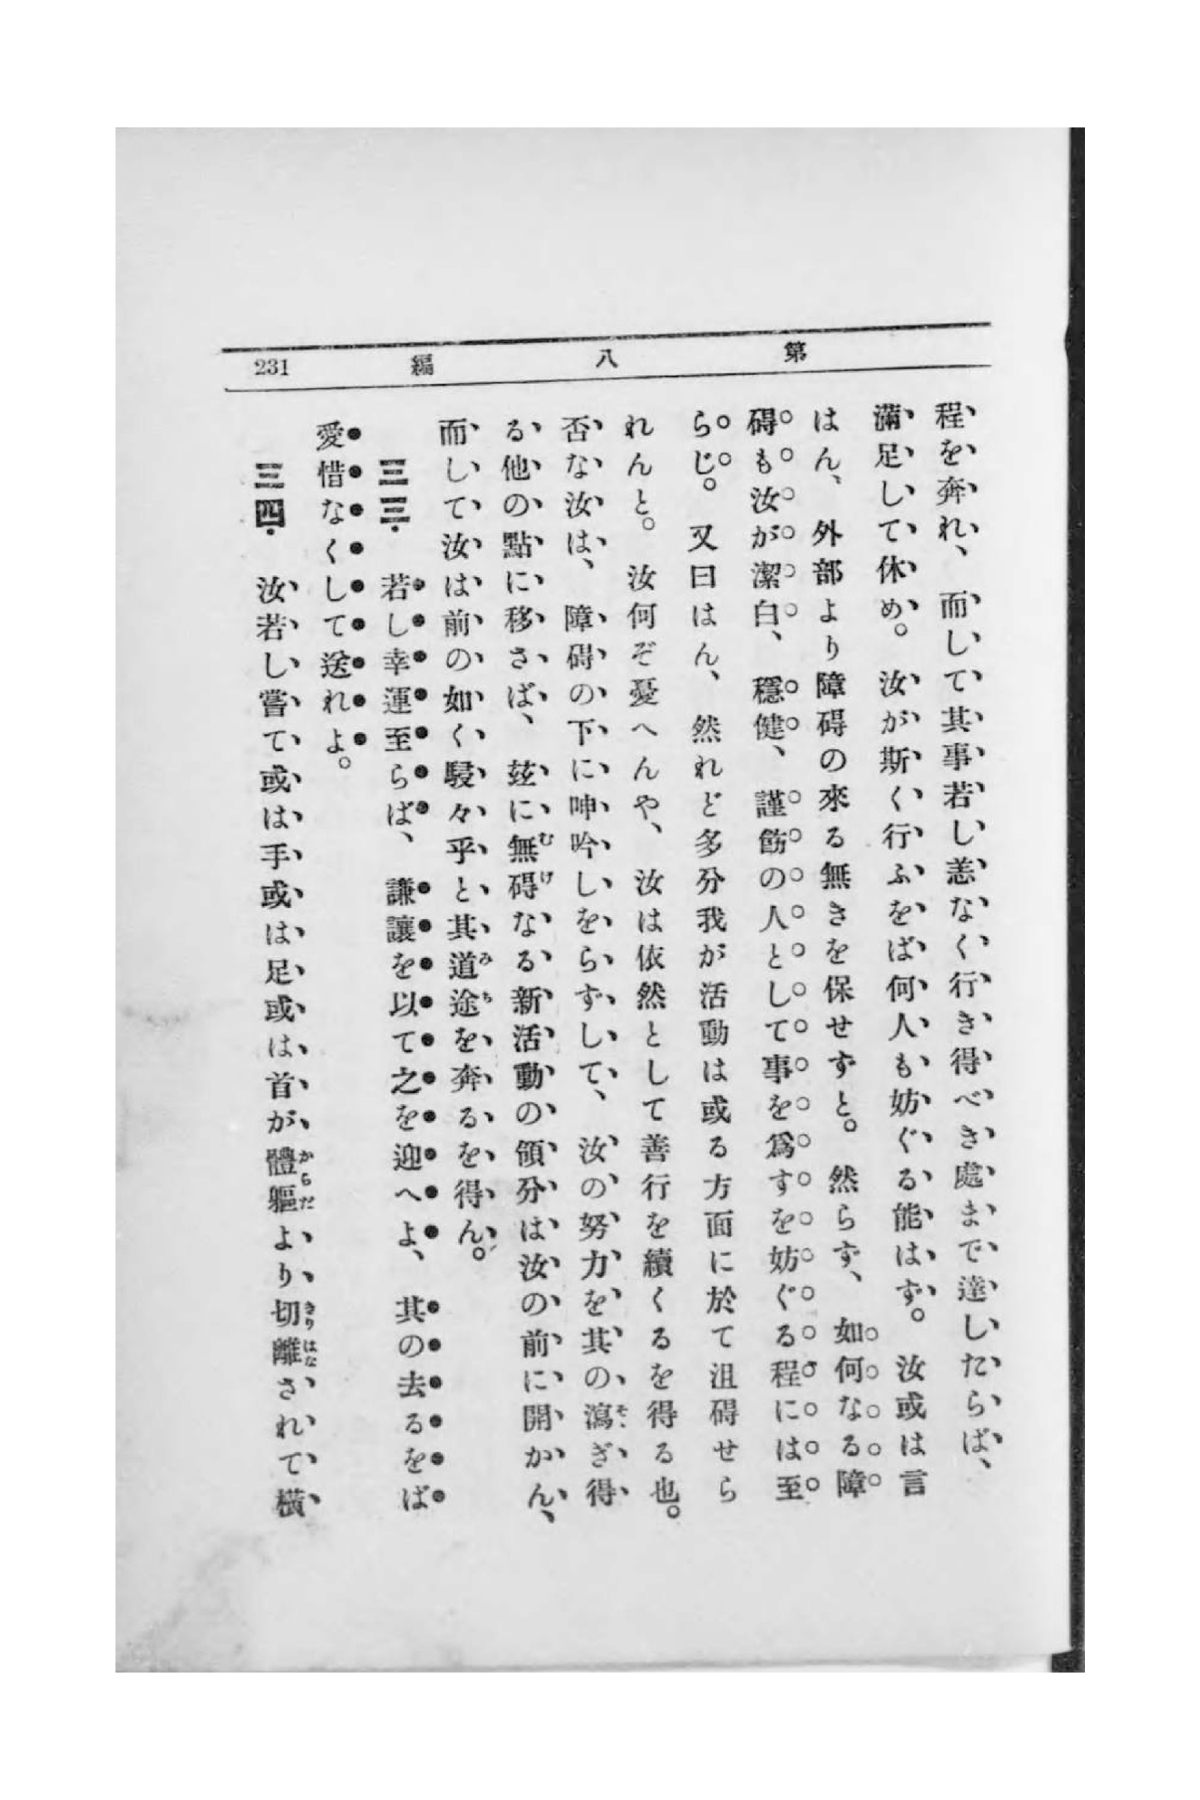 第八編 231
程を奔れ、而して其事若し恙なく行き得べき處まで達したらば、
滿足して休め。汝が斯く行ふをば何人も妨ぐる能はず。汝或は言
はん、外部より障碍の來る無きを保せずと。然らず、如何なる障
碍も汝が潔白、穩健、謹飭の人として事を爲すを妨ぐる程には至
らじ。又曰はん、然れど多分我が活動は或る方面に於て沮碍せら
れんと。汝何ぞ憂へんや、汝は依然として善行を續くるを得る也。
否な汝は、障碍の下に呻吟しをらずして、汝の努力を其の瀉ぎ得
る他の點に移さば、玆に無碍なる新活動の領分は汝の前に開かん、
而して汝は前の如く駸々乎と其道途を奔るを得ん。
三三・若し幸運至らば、謙讓を以て之を迎へよ、其の去るをば
愛惜なくして送れよ。
三四・汝若し嘗て或は手或は足或は首が體軀より切離されて橫